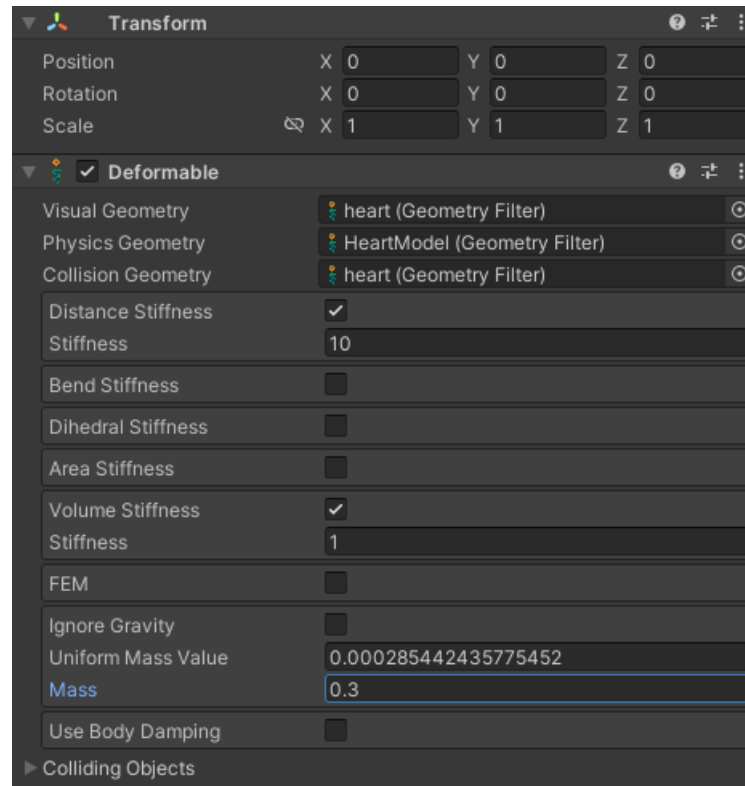 Transform
Position X 0 Y 0 Z 0
Rotation X 0 Y 0 Z 0
Scale X 1 Y 1 Z 1
Deformable
Visual Geometry heart (Geometry Filter)
Physics Geometry HeartModel (Geometry Filter)
Collision Geometry heart (Geometry Filter)
Distance Stiffness
Stiffness 10
Bend Stiffness
Dihedral Stiffness
Area Stiffness
Volume Stiffness
Stiffness 1
FEM
Ignore Gravity
Uniform Mass Value 0.000285442435775452
Mass 0.3
Use Body Damping
Colliding Objects